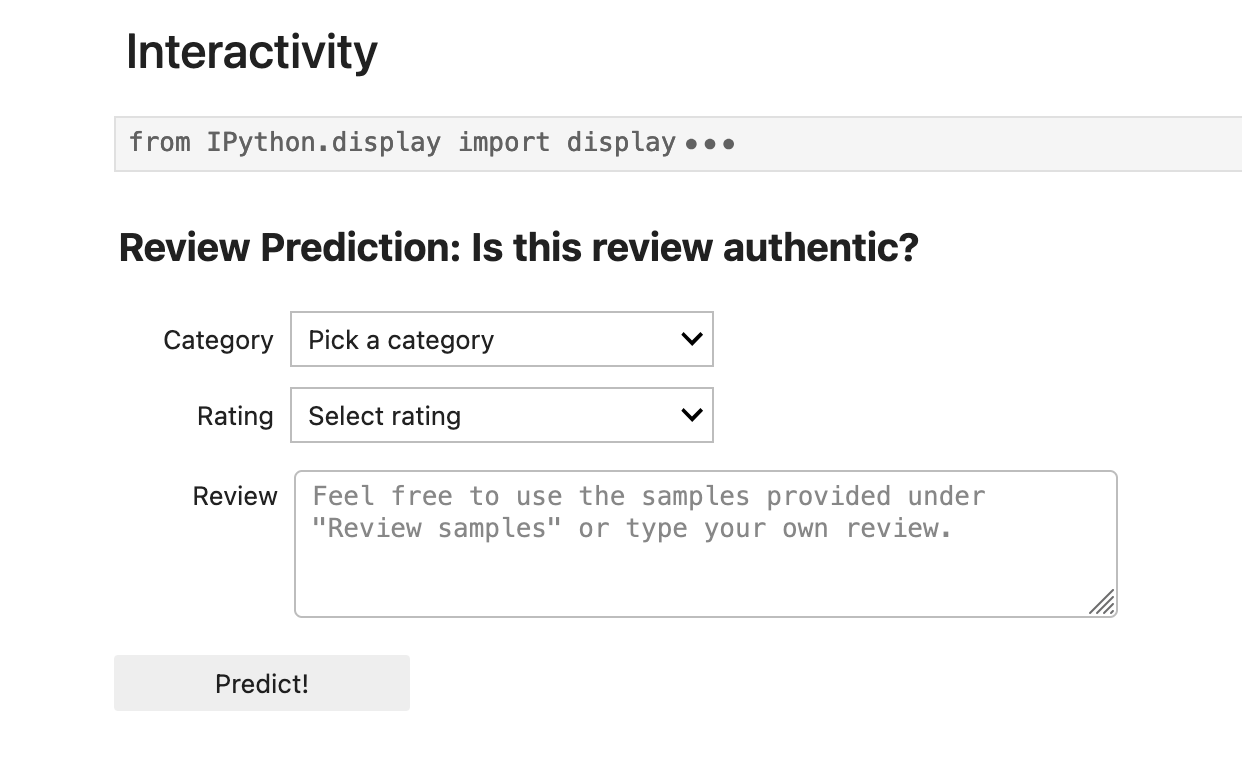 Interactivity
from IPython.display import display •••
Review Prediction: Is this review authentic?
Category Pick a category
Rating Select rating
Review Feel free to use the samples provided under
"Review samples" or type your own review.
Predict!